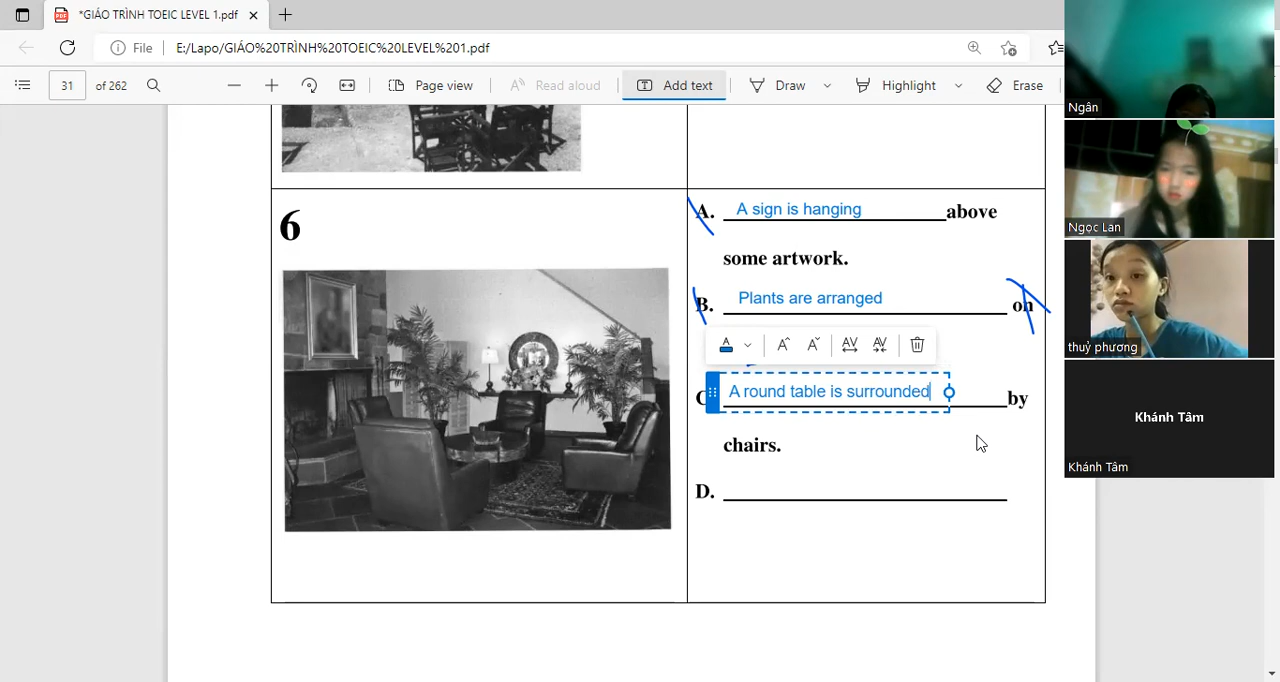 *GIÁO TRÌNH TOEIC LEVEL 1.pdf
File E:/Lapo/GIÁO%20TRÌNH%20TOEIC%20LEVEL%201.pdf
31 of 262 Page view Read aloud Add text Draw Highlight Erase
6
A. A sign is hanging above
some artwork.
B. Plants are arranged on
A round table is surrounded by
chairs.
D.
Ngân
Ngọc Lan
thuỷ phương
Khánh Tâm
Khánh Tâm